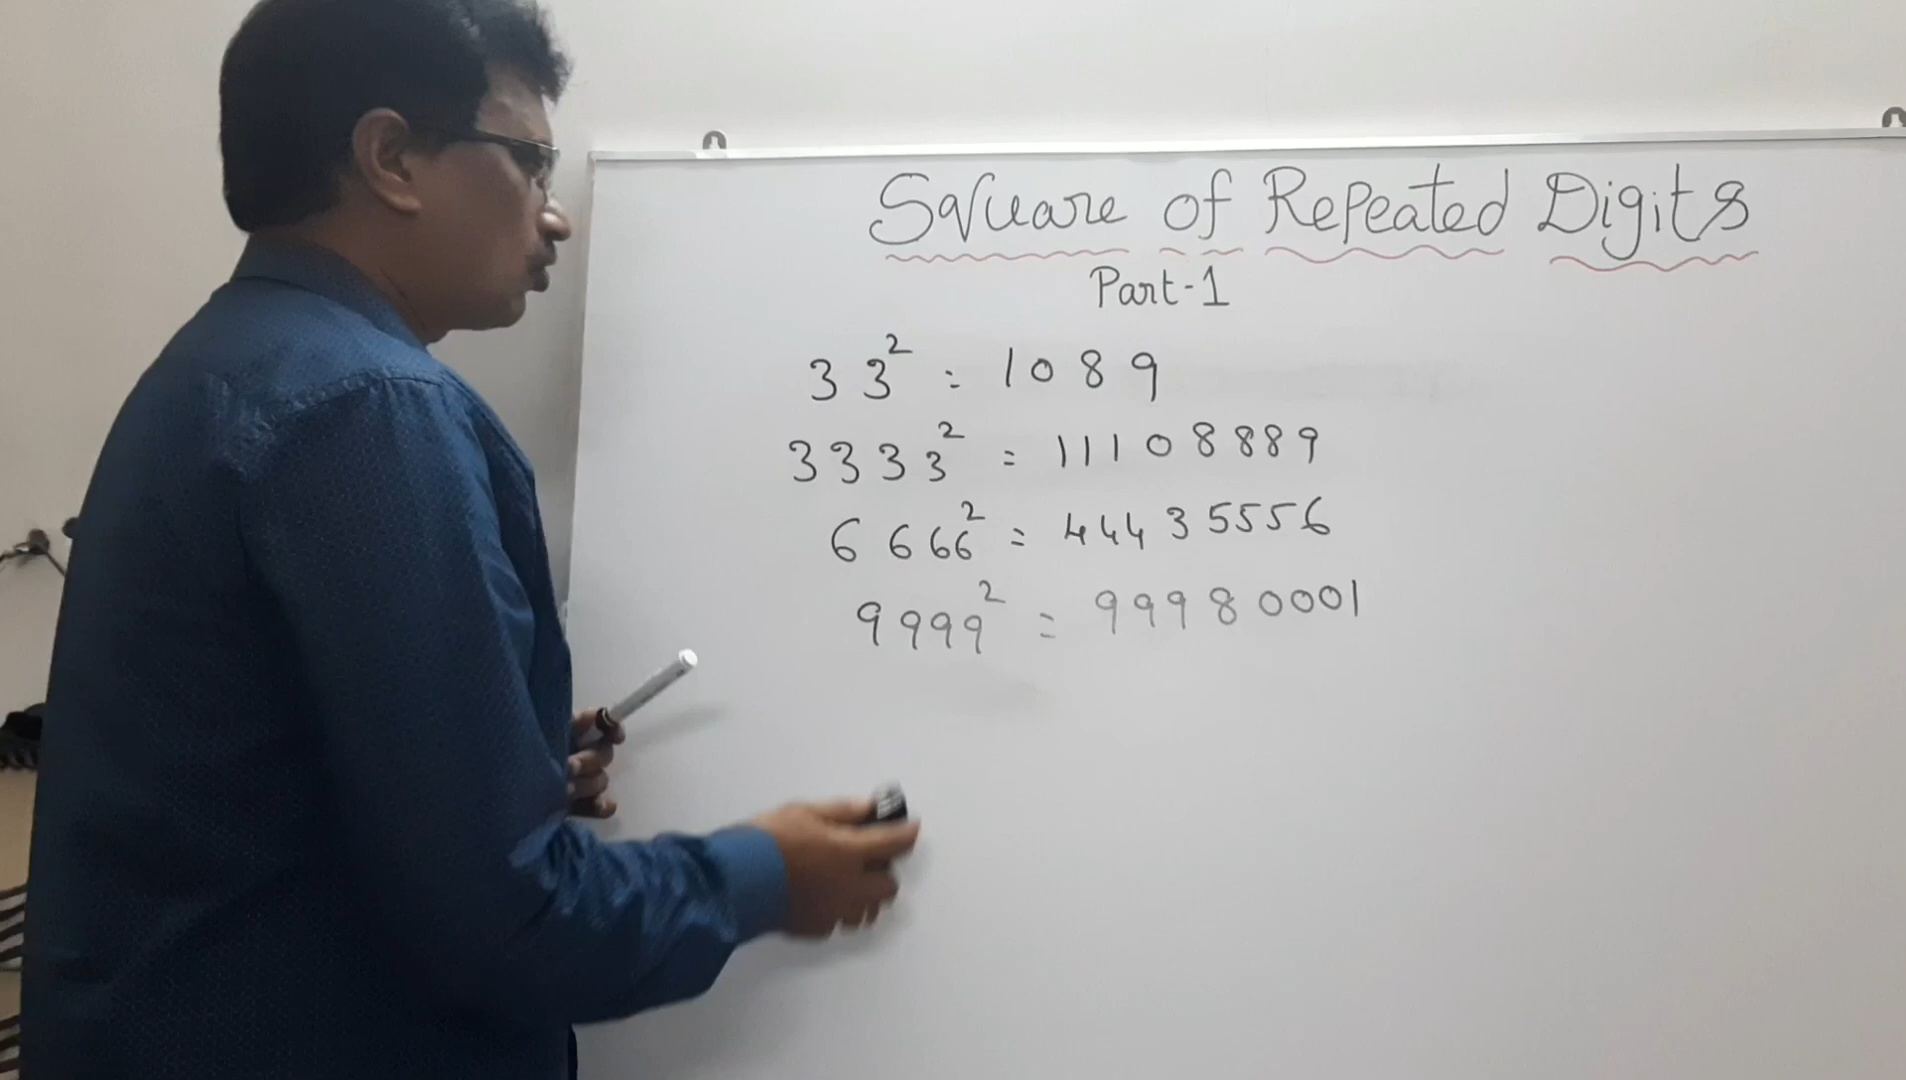 Square of Repeated Digits
Part-1
33² = 1089
3333² = 11108889
6666² = 44435556
9999² = 99980001